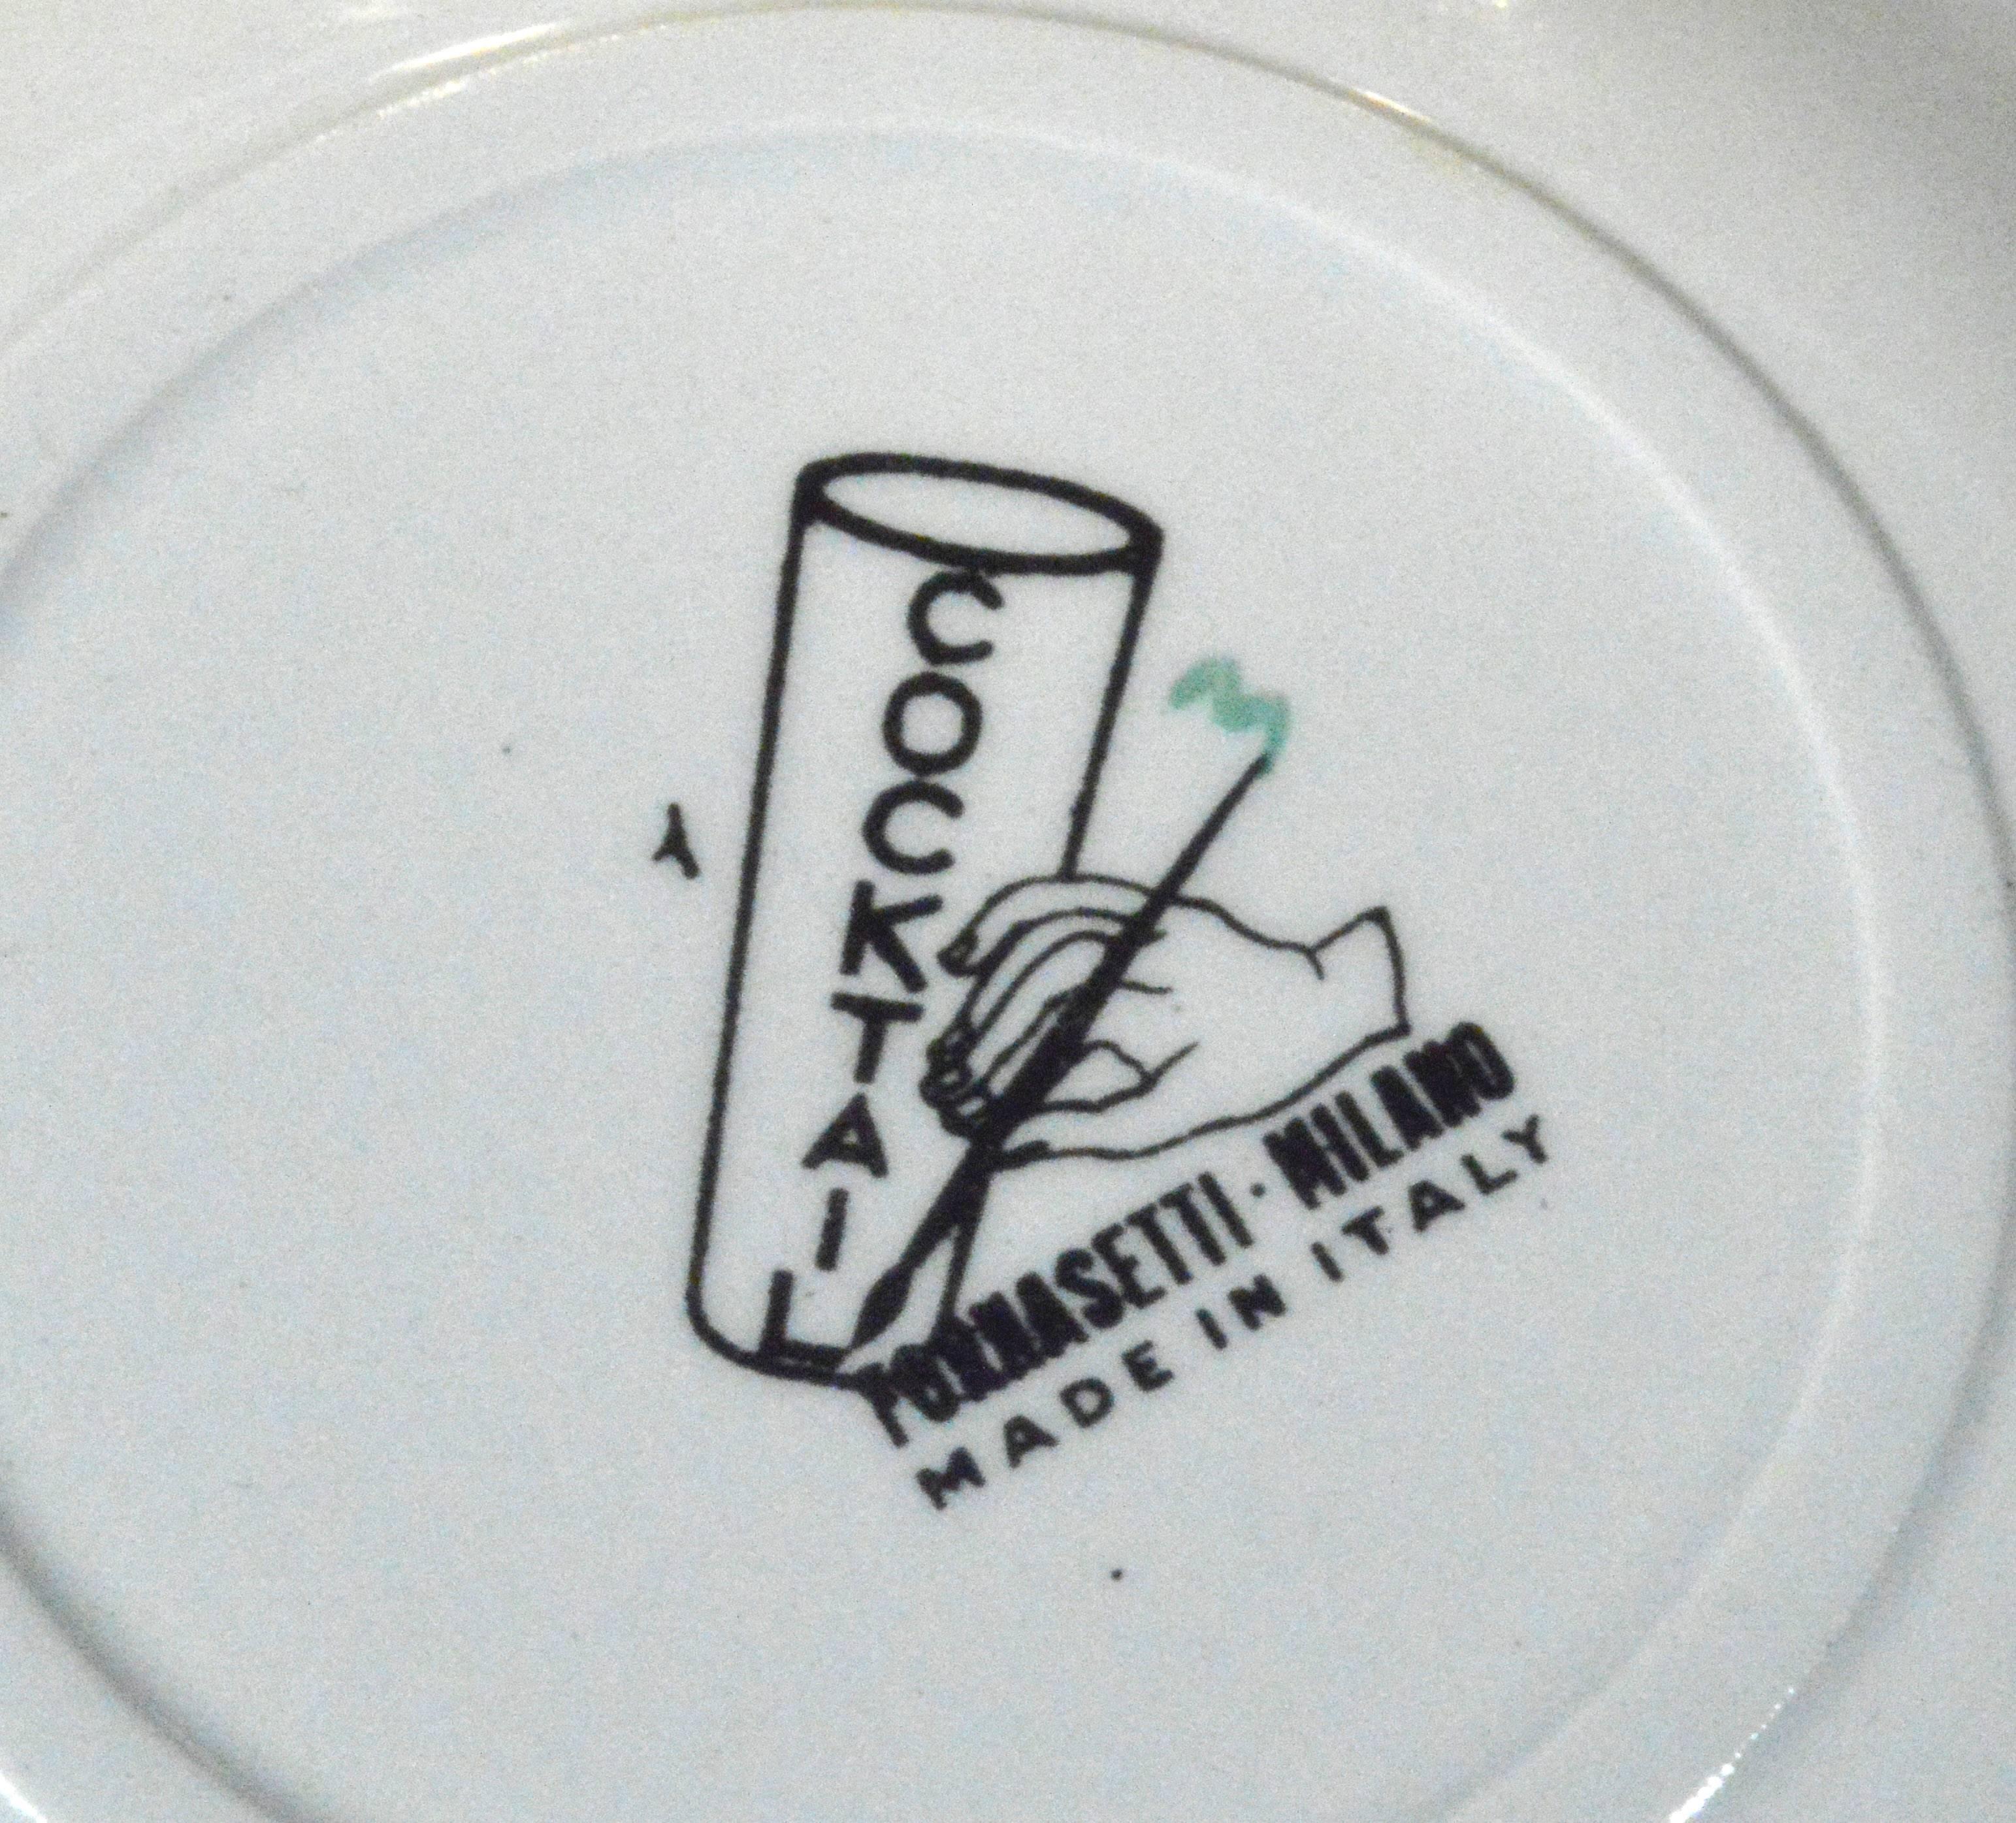 COCKTAIL
FORNASETTI · MILANO
MADE IN ITALY